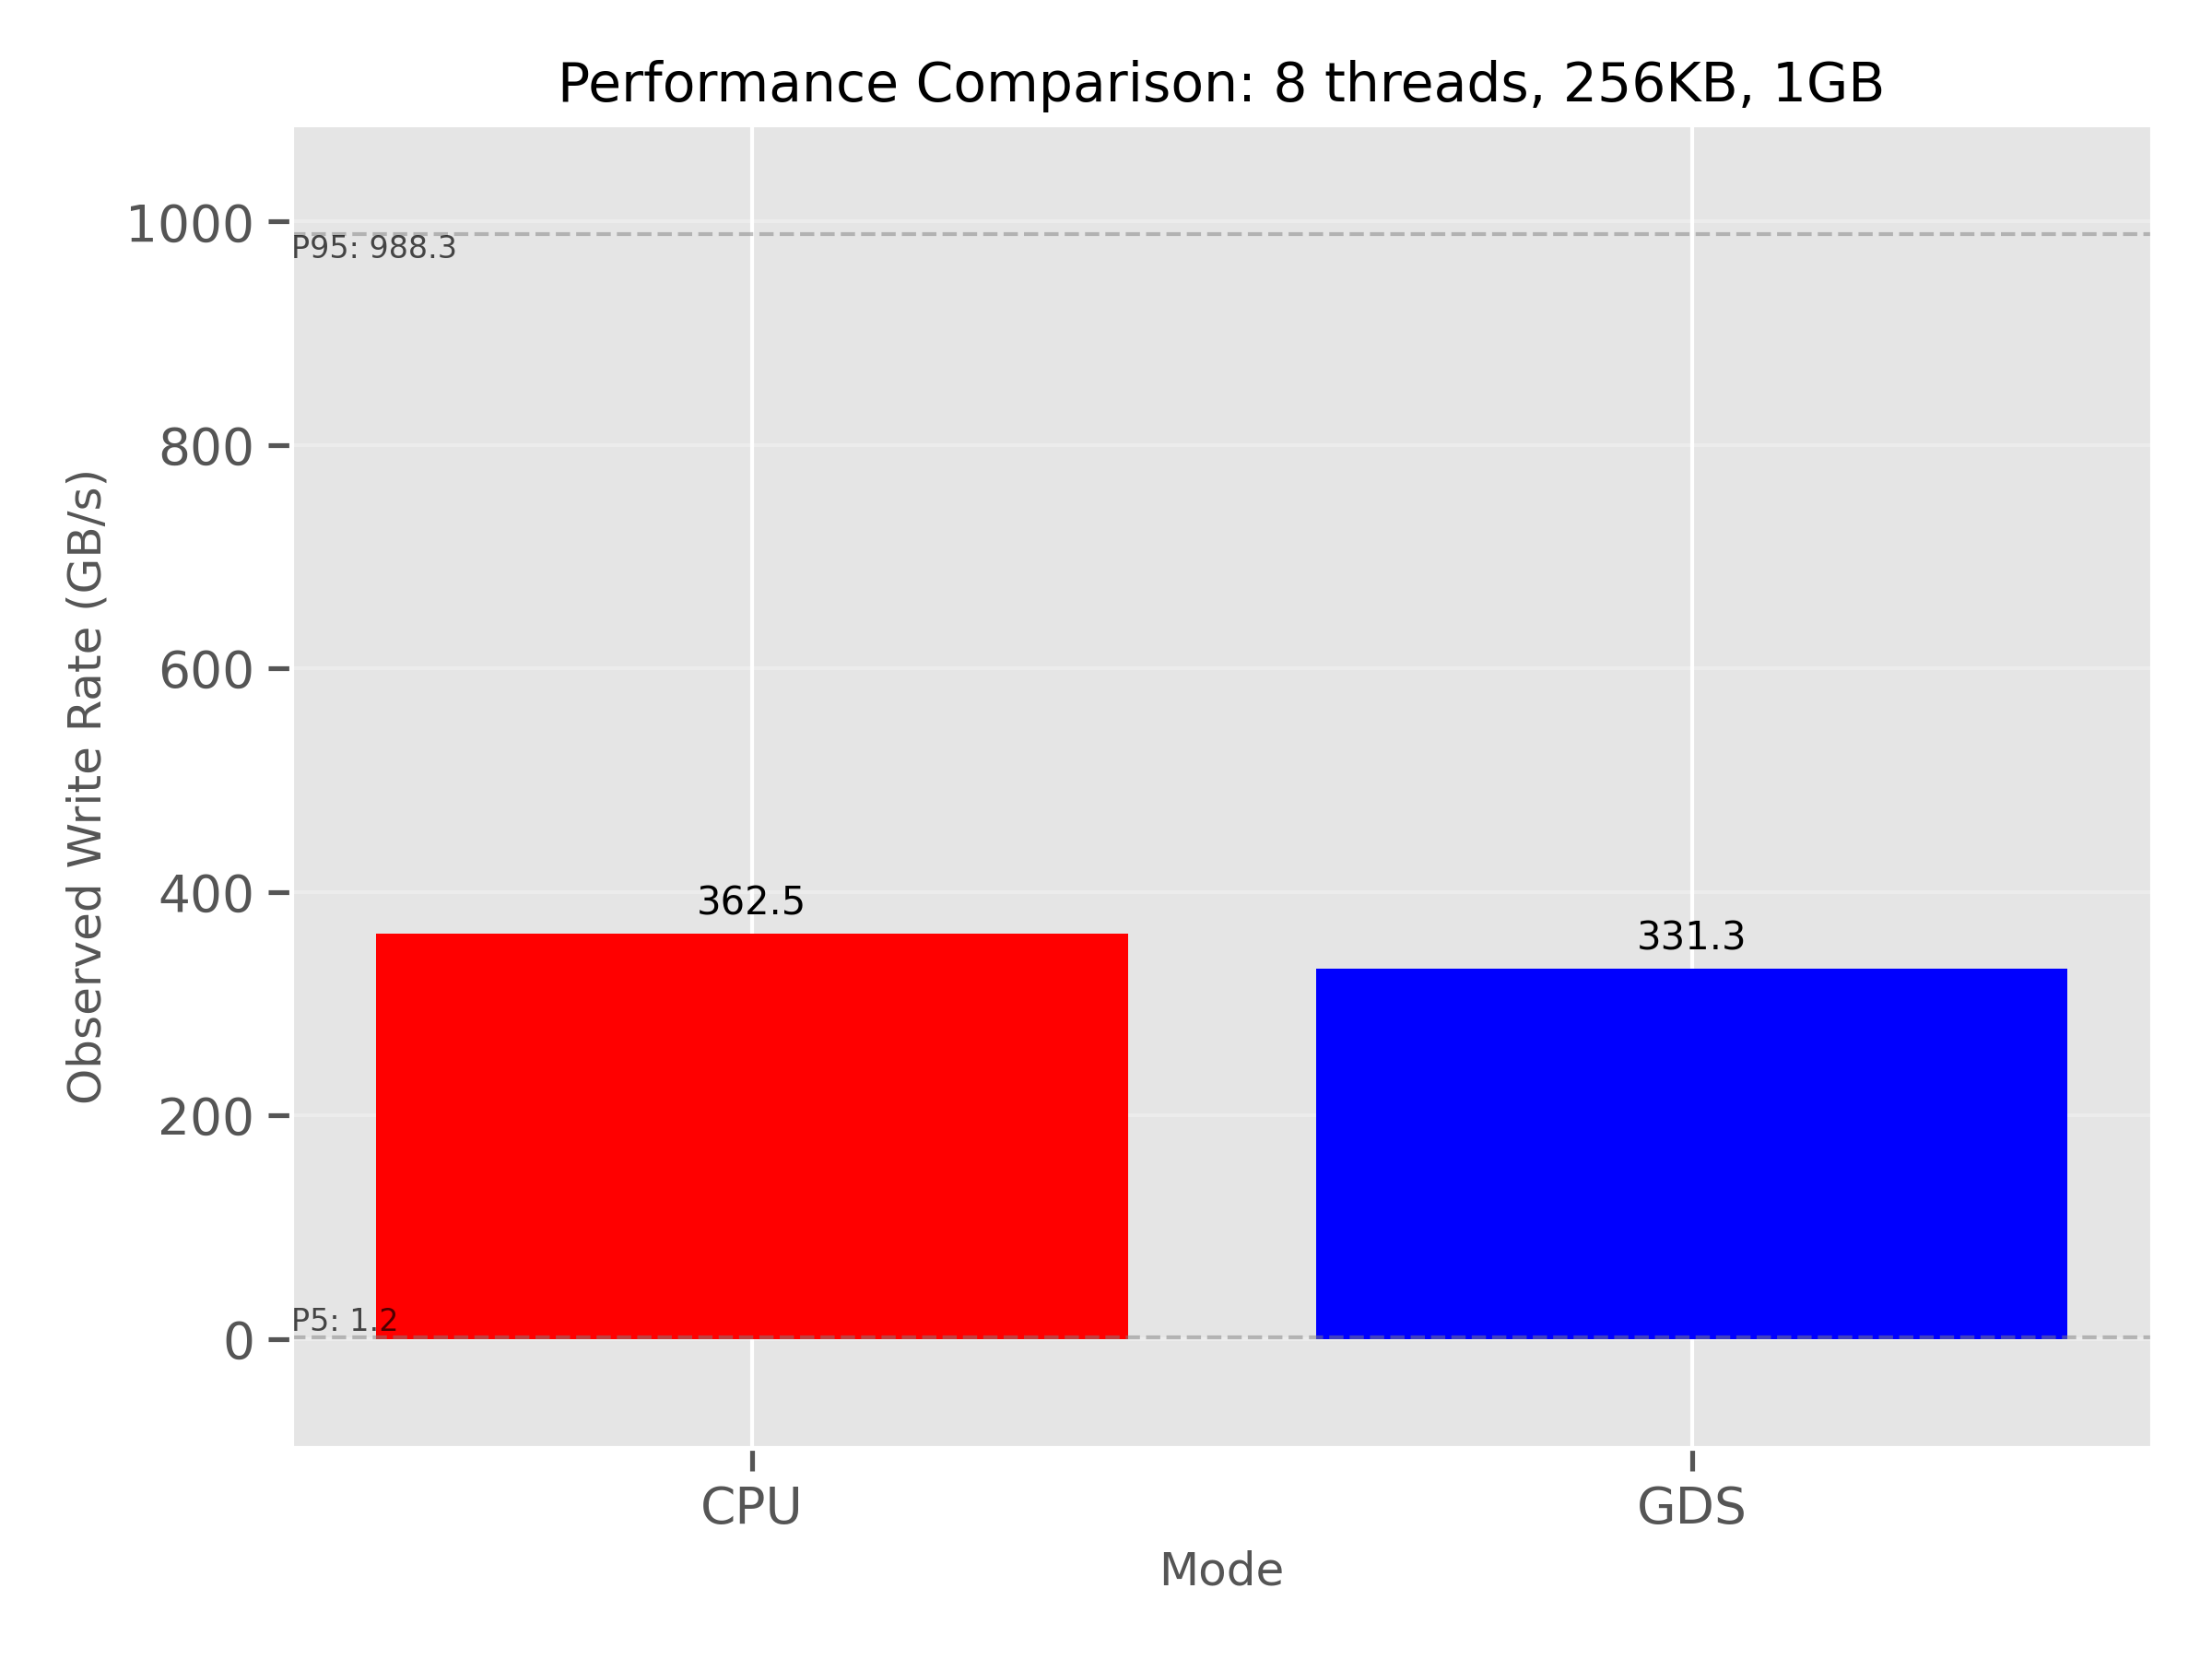 Performance Comparison: 8 threads, 256KB, 1GB
Observed Write Rate (GB/s)
1000
P95: 988.3
800
600
400
362.5
331.3
200
P5: 1.2
0
CPU GDS
Mode